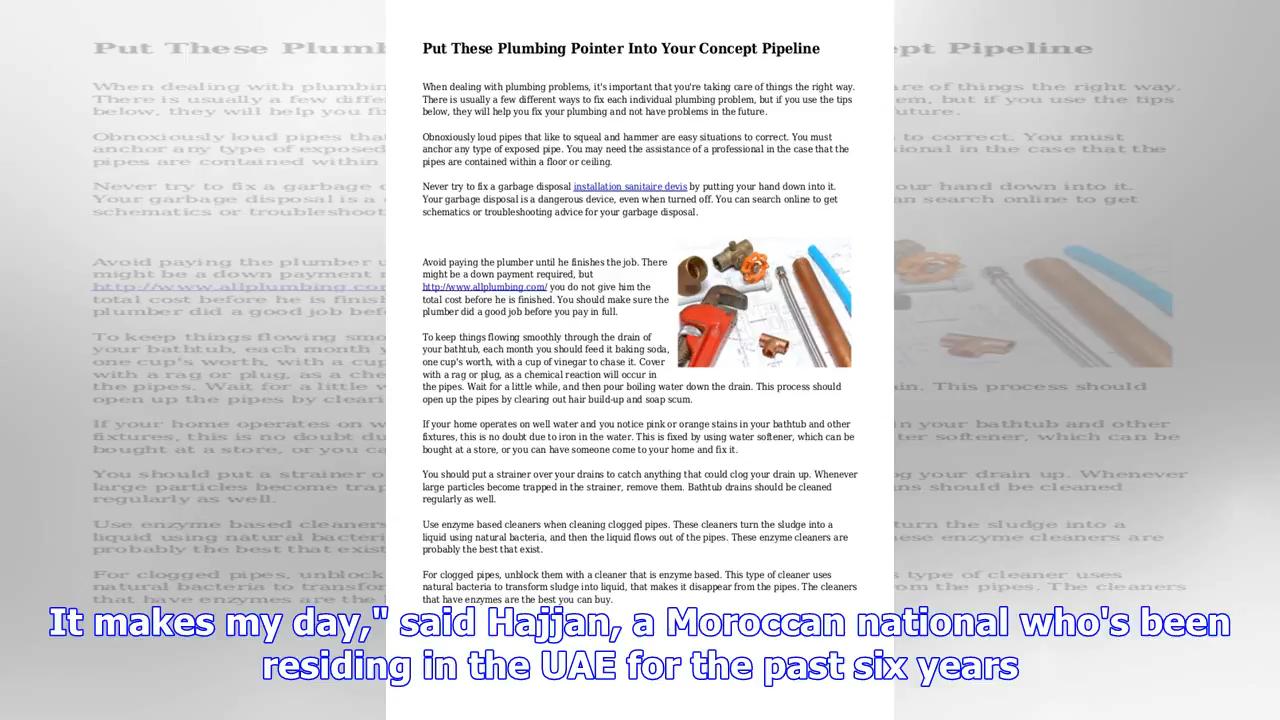 Put These Plumbing Pointer Into Your Concept Pipeline
When dealing with plumbing problems, it's important that you're taking care of things the right way.
There is usually a few different ways to fix each individual plumbing problem, but if you use the tips
below, they will help you fix your plumbing and not have problems in the future.
Obnoxiously loud pipes that like to squeal and hammer are easy situations to correct. You must
anchor any type of exposed pipe. You may need the assistance of a professional in the case that the
pipes are contained within a floor or ceiling.
Never try to fix a garbage disposal installation sanitaire devis by putting your hand down into it.
Your garbage disposal is a dangerous device, even when turned off. You can search online to get
schematics or troubleshooting advice for your garbage disposal.
Avoid paying the plumber until he finishes the job. There
might be a down payment required, but
http://www.allplumbing.com/ you do not give him the
total cost before he is finished. You should make sure the
plumber did a good job before you pay in full.
To keep things flowing smoothly through the drain of
your bathtub, each month you should feed it baking soda,
one cup's worth, with a cup of vinegar to chase it. Cover
with a rag or plug, as a chemical reaction will occur in
the pipes. Wait for a little while, and then pour boiling water down the drain. This process should
open up the pipes by clearing out hair build-up and soap scum.
If your home operates on well water and you notice pink or orange stains in your bathtub and other
fixtures, this is no doubt due to iron in the water. This is fixed by using water softener, which can be
bought at a store, or you can have someone come to your home and fix it.
You should put a strainer over your drains to catch anything that could clog your drain up. Whenever
large particles become trapped in the strainer, remove them. Bathtub drains should be cleaned
regularly as well.
Use enzyme based cleaners when cleaning clogged pipes. These cleaners turn the sludge into a
liquid using natural bacteria, and then the liquid flows out of the pipes. These enzyme cleaners are
probably the best that exist.
For clogged pipes, unblock them with a cleaner that is enzyme based. This type of cleaner uses
natural bacteria to transform sludge into liquid, that makes it disappear from the pipes. The cleaners
that have enzymes are the best you can buy.
It makes my day," said Hajjan, a Moroccan national who's been
residing in the UAE for the past six years